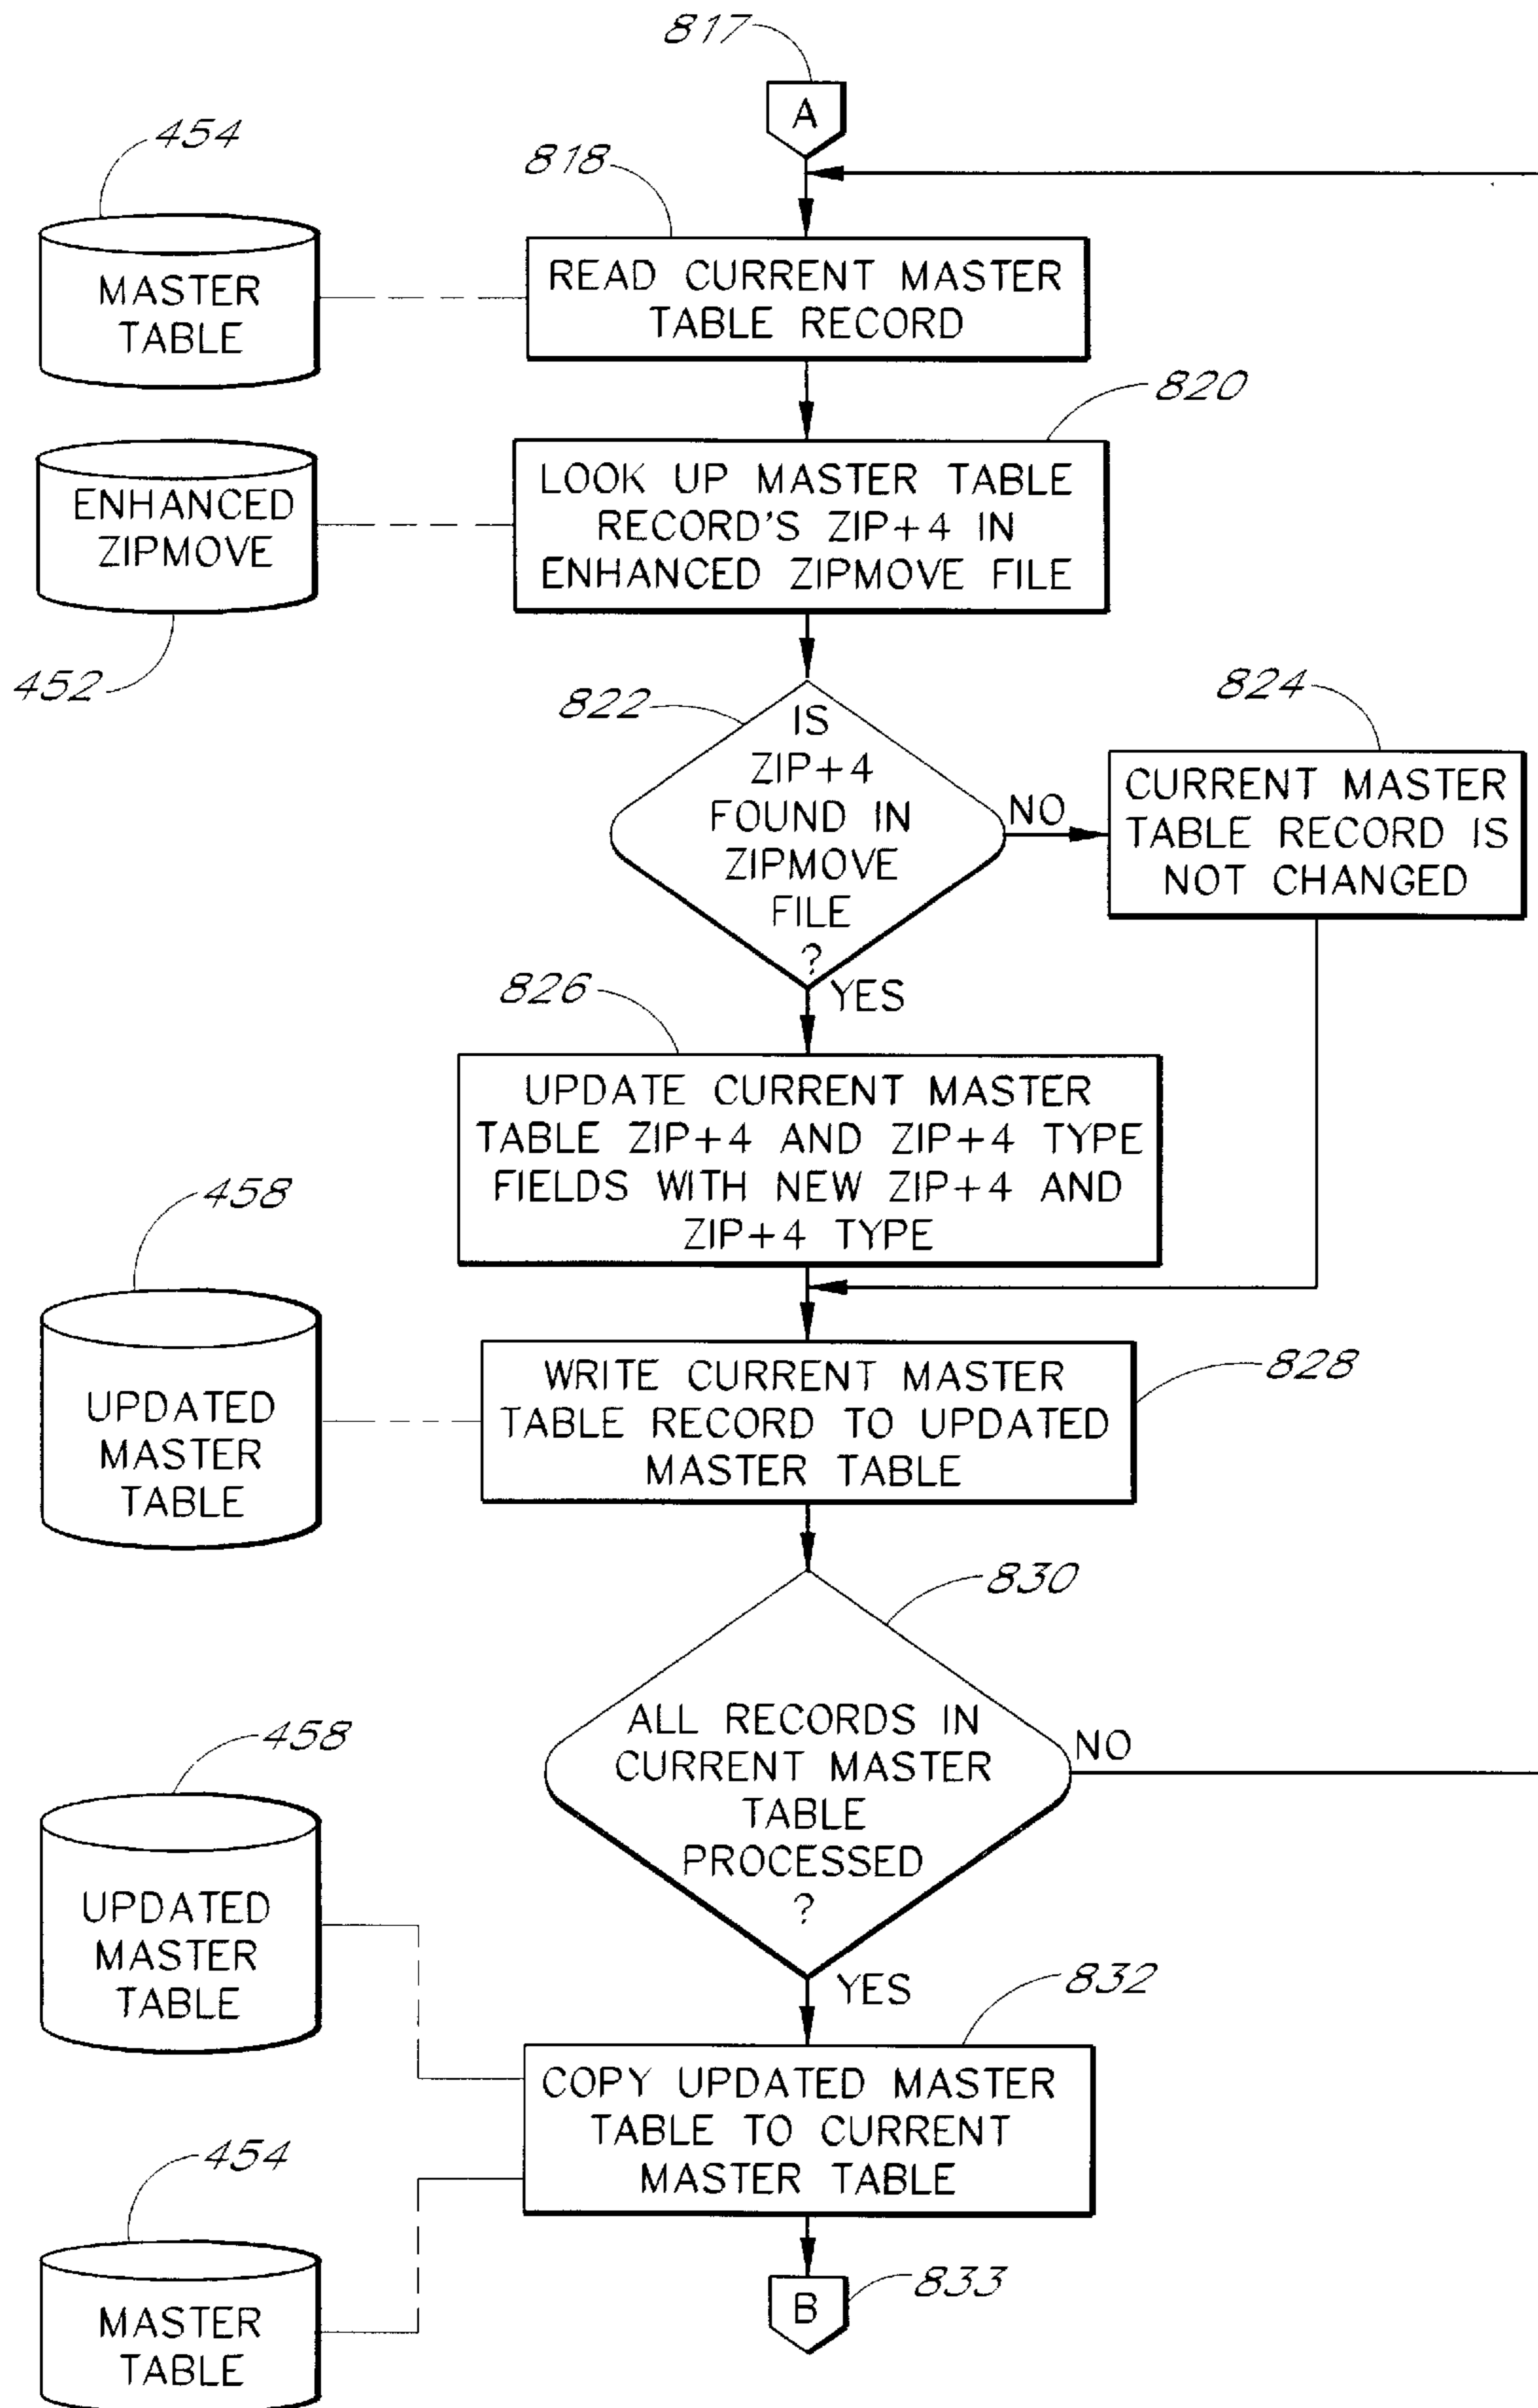 817
A
454
818
MASTER
TABLE
READ CURRENT MASTER
TABLE RECORD
820
ENHANCED
ZIPMOVE
LOOK UP MASTER TABLE
RECORD'S ZIP+4 IN
ENHANCED ZIPMOVE FILE
452
822
IS
ZIP+4
FOUND IN
ZIPMOVE
FILE
?
NO
824
CURRENT MASTER
TABLE RECORD IS
NOT CHANGED
YES
826
UPDATE CURRENT MASTER
TABLE ZIP+4 AND ZIP+4 TYPE
FIELDS WITH NEW ZIP+4 AND
ZIP+4 TYPE
458
UPDATED
MASTER
TABLE
WRITE CURRENT MASTER
TABLE RECORD TO UPDATED
MASTER TABLE
828
830
ALL RECORDS IN
CURRENT MASTER
TABLE
PROCESSED
?
NO
458
UPDATED
MASTER
TABLE
YES
832
COPY UPDATED MASTER
TABLE TO CURRENT
MASTER TABLE
454
MASTER
TABLE
B
833